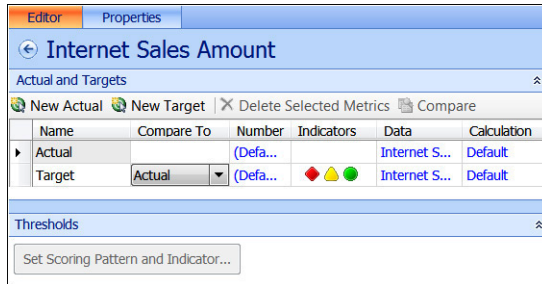 Editor Properties
Internet Sales Amount
Actual and Targets
New Actual New Target Delete Selected Metrics Compare
Name Compare To Number Indicators Data Calculation
Actual (Defa... Internet S... Default
Target Actual (Defa... Internet S... Default
Thresholds
Set Scoring Pattern and Indicator...